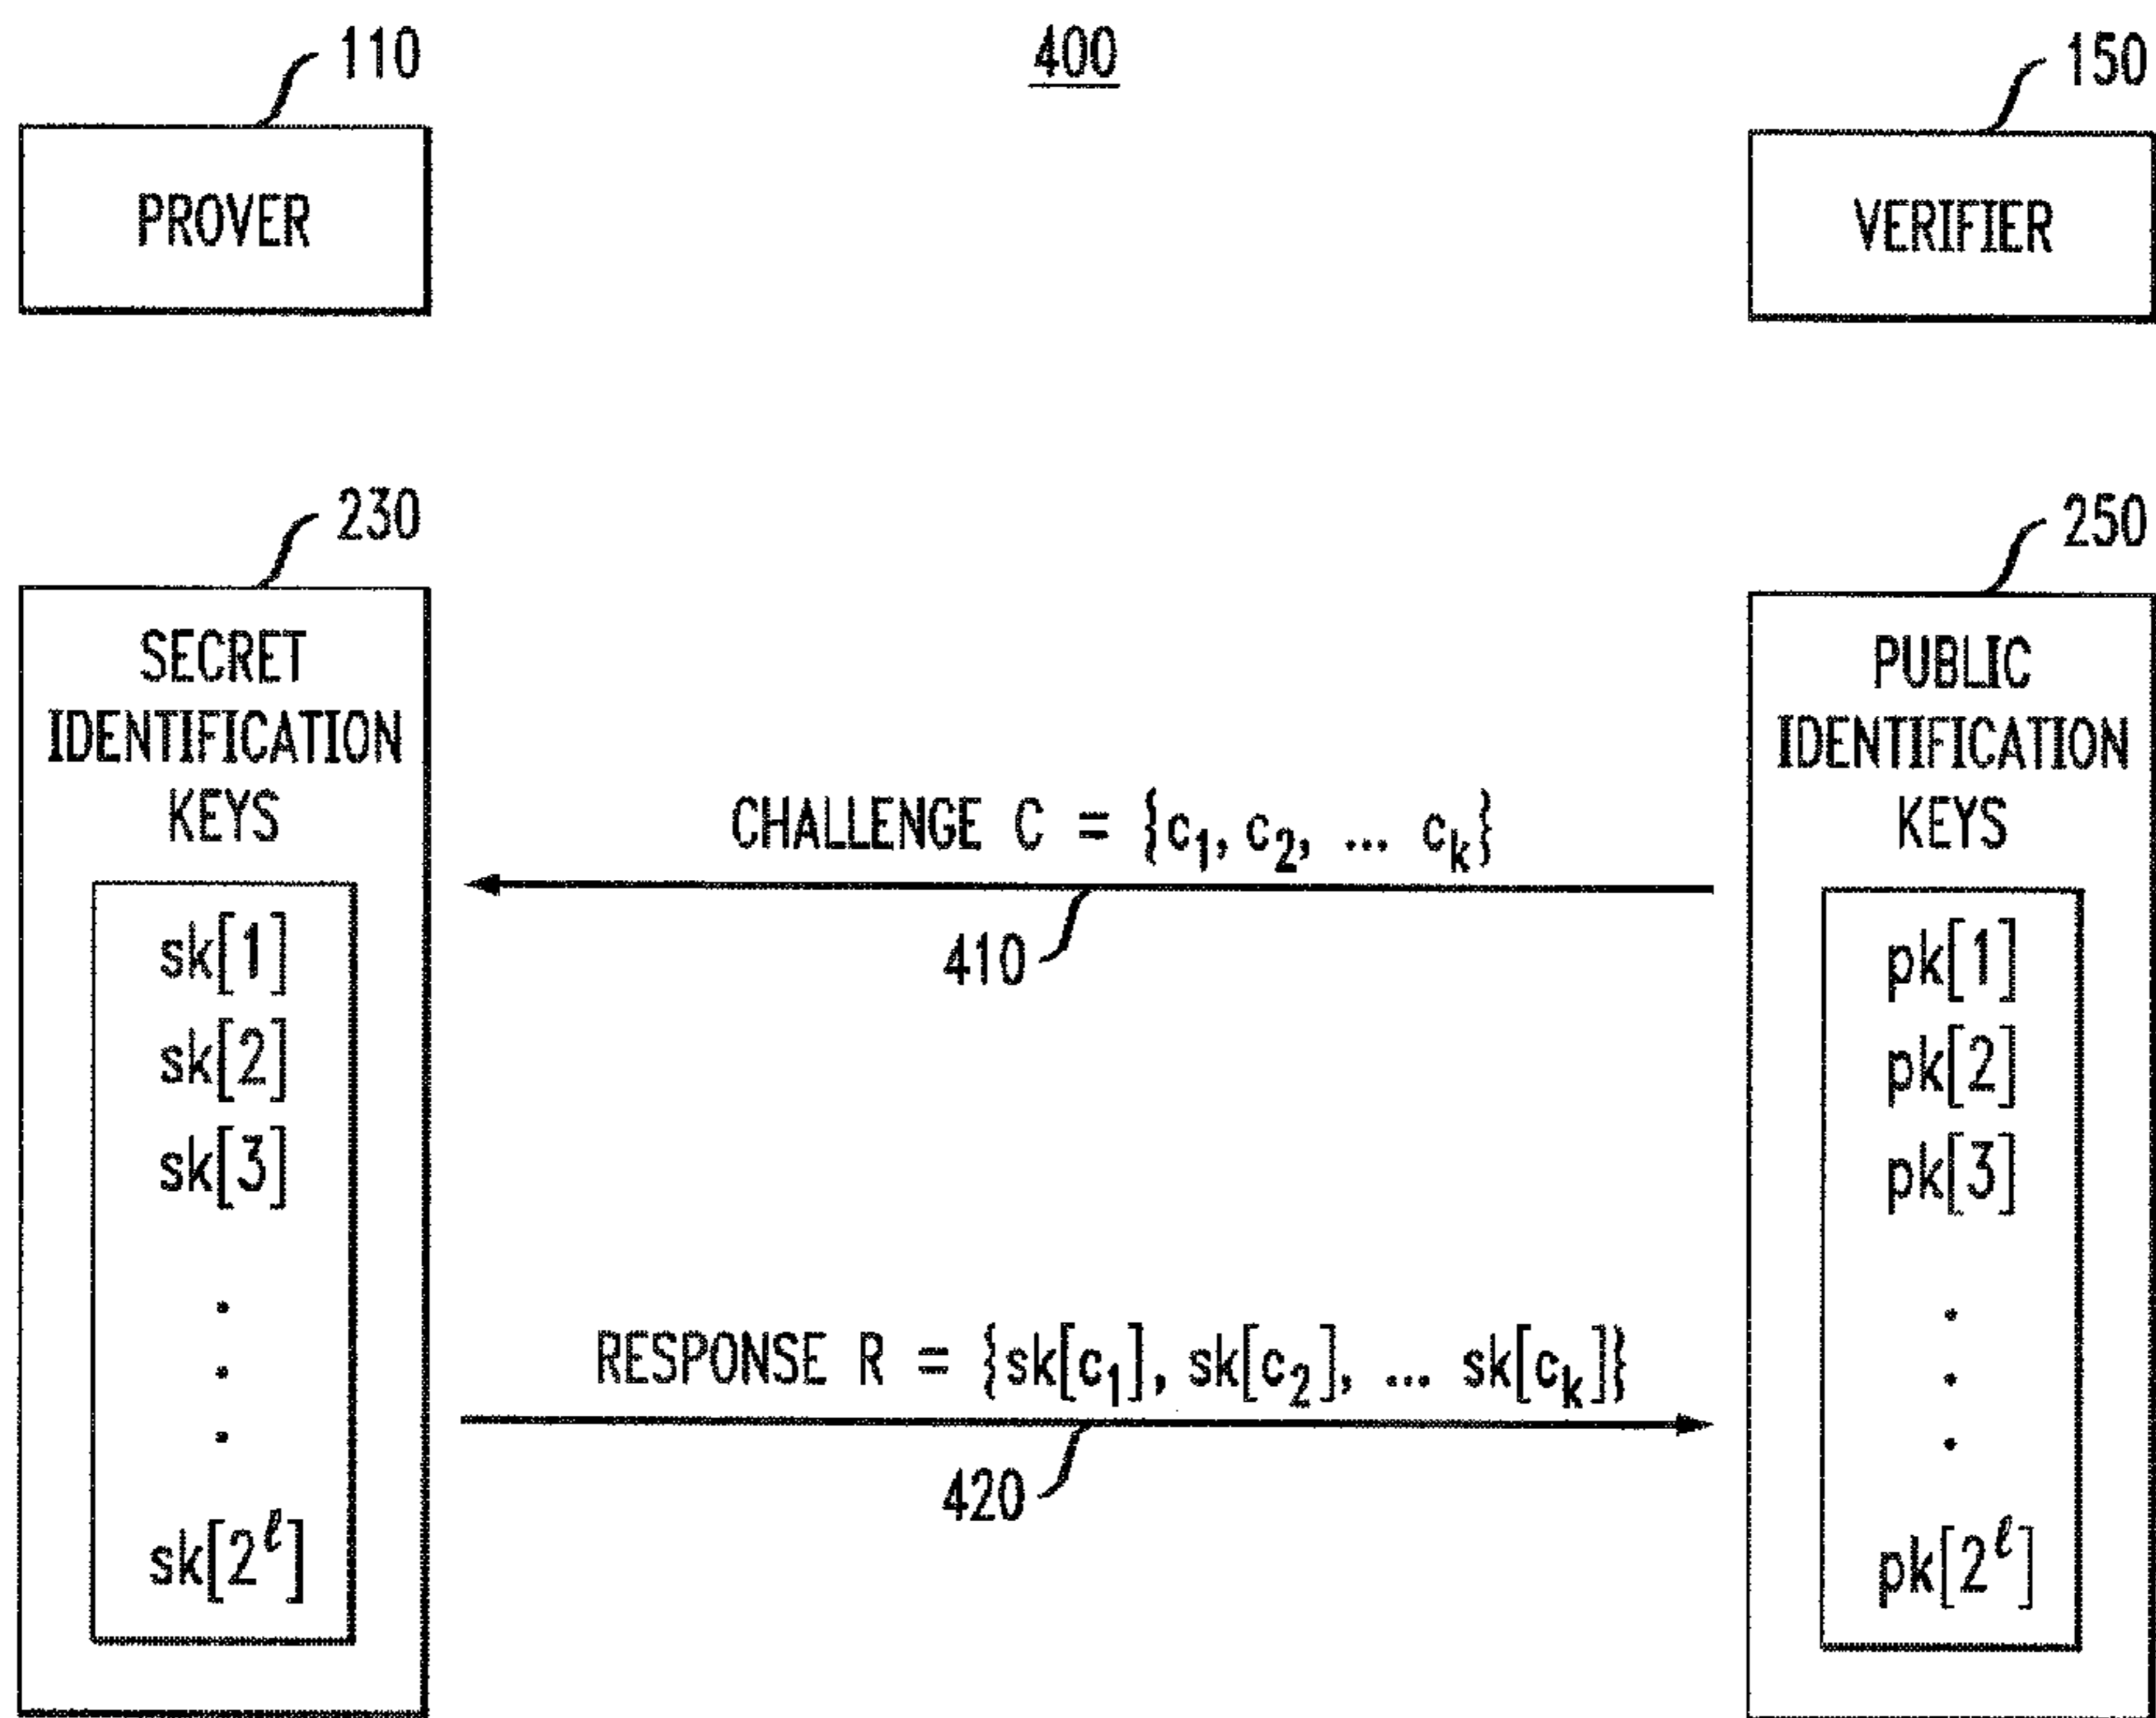 110
400
150
PROVER
VERIFIER
230
250
SECRET
IDENTIFICATION
KEYS
PUBLIC
IDENTIFICATION
KEYS
CHALLENGE C = {c₁, c₂, ... cₖ}
410
sk[1]
sk[2]
sk[3]
.
.
.
sk[2^ℓ]
pk[1]
pk[2]
pk[3]
.
.
.
pk[2^ℓ]
RESPONSE R = {sk[c₁], sk[c₂], ... sk[cₖ]}
420